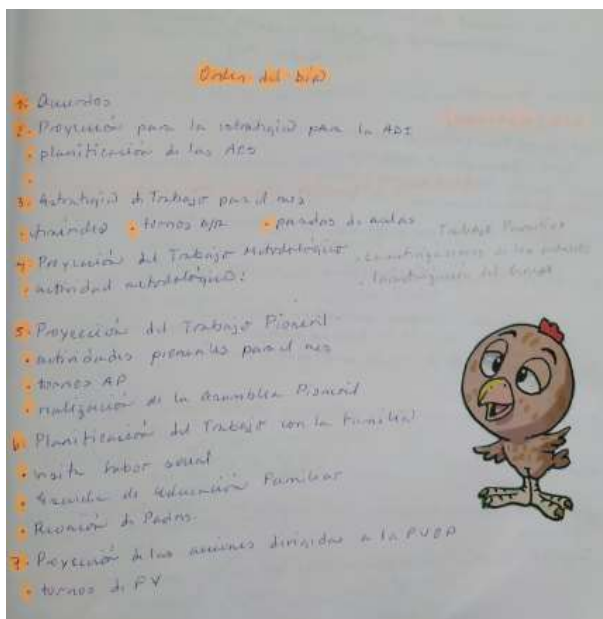 Orden del Día
1. Acuerdos
2. Proyección para la estrategia para la ADI
• planificación de las
3. Estrategia de Trabajo para el mes
• • turnos • pasadas de aulas
4. Proyección del Trabajo Metodológico
• actividad metodológica:
Trabajo
•
• del Grupo
5. Proyección del Trabajo Pioneril
• actividades pioneriles para el mes
• turnos AP
• realización de la asamblea Pioneril
6. Planificación del Trabajo con la Familia
• visita labor social
• Escuela de Educación Familiar
• Reunión de Padres.
7. Proyección de las acciones dirigidas a la
• turnos de PV